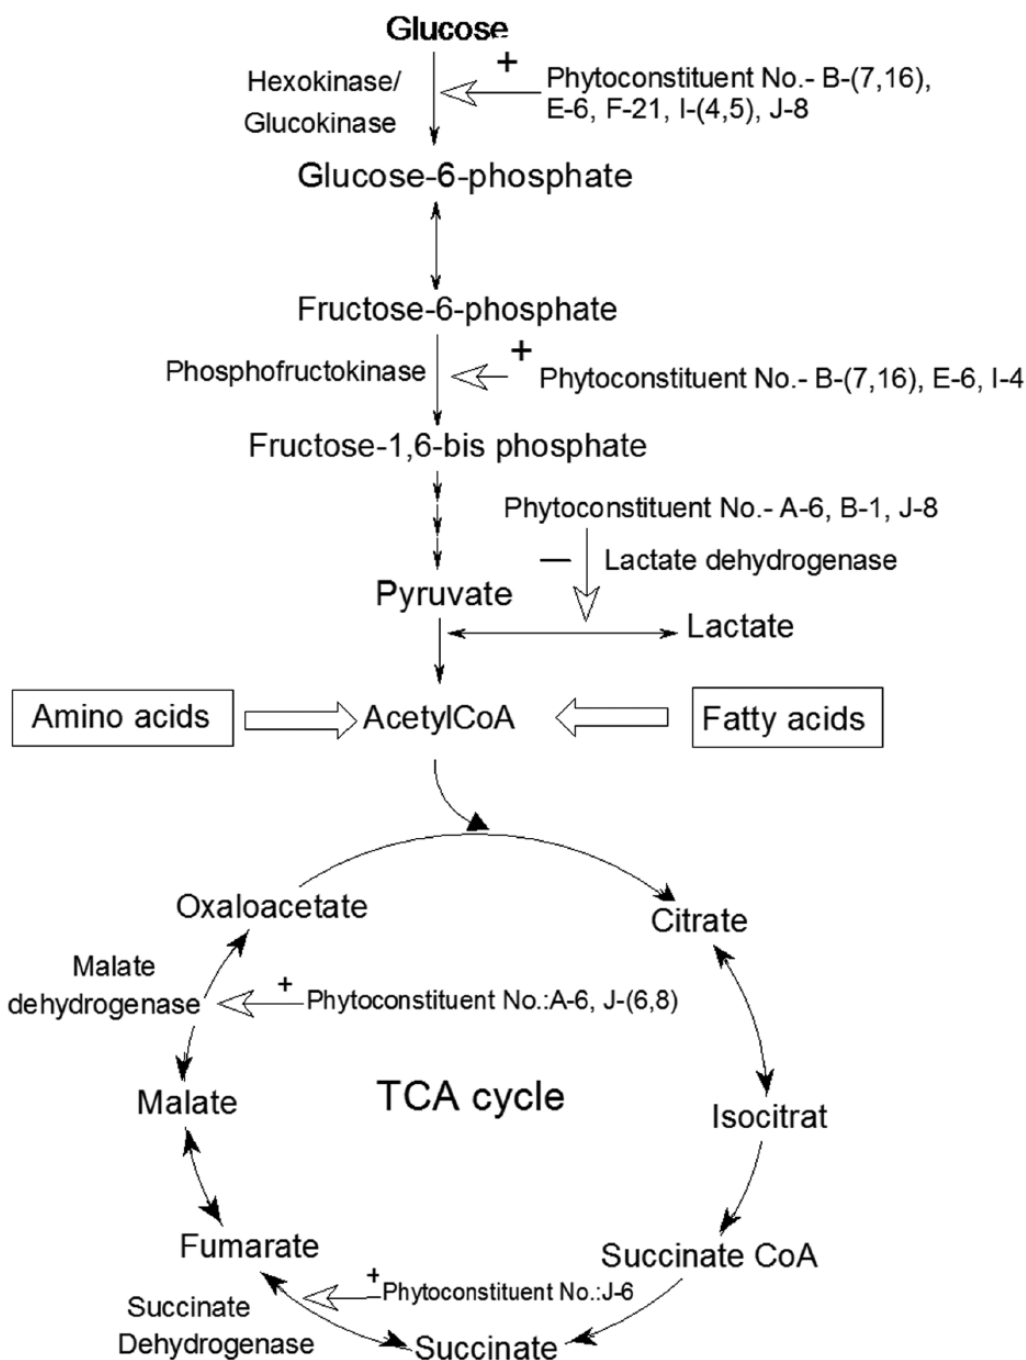 Glucose
+
Hexokinase/
Glucokinase
Phytoconstituent No.- B-(7,16),
E-6, F-21, I-(4,5), J-8
Glucose-6-phosphate
Fructose-6-phosphate
+
Phosphofructokinase
Phytoconstituent No.- B-(7,16), E-6, I-4
Fructose-1,6-bis phosphate
Phytoconstituent No.- A-6, B-1, J-8
— Lactate dehydrogenase
Pyruvate
Lactate
Amino acids
AcetylCoA
Fatty acids
Oxaloacetate
Citrate
Malate
dehydrogenase
+
Phytoconstituent No.:A-6, J-(6,8)
TCA cycle
Malate
Isocitrat
Fumarate
Succinate CoA
+
Phytoconstituent No.:J-6
Succinate
Dehydrogenase
Succinate